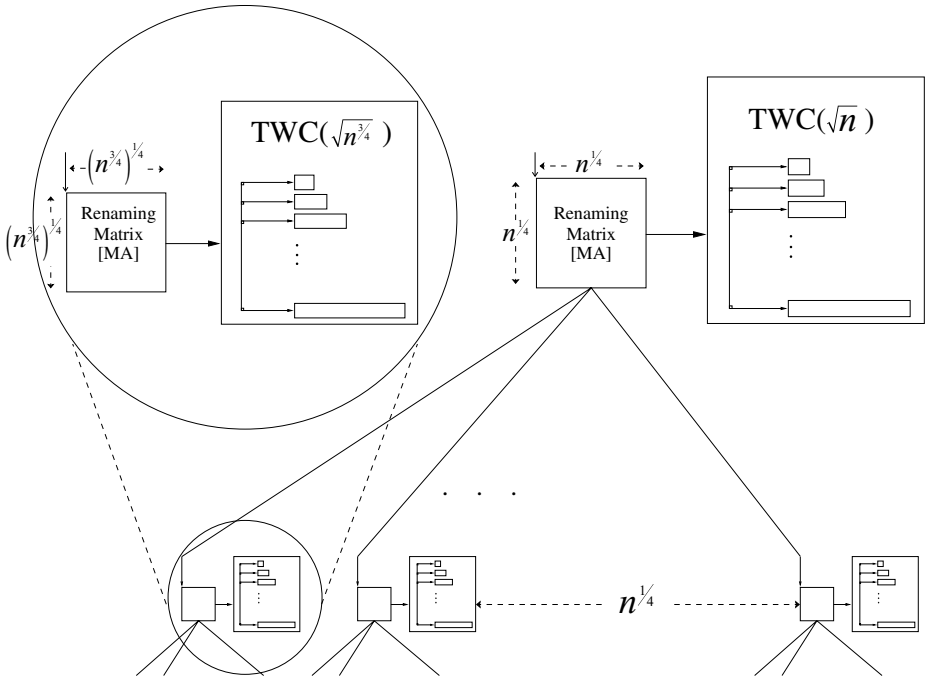 TWC(√n^¾ )
(n^¾)^¼
(n^¾)^¼
Renaming
Matrix
[MA]
TWC(√n )
n^¼
n^¼
Renaming
Matrix
[MA]
. . .
n^¼